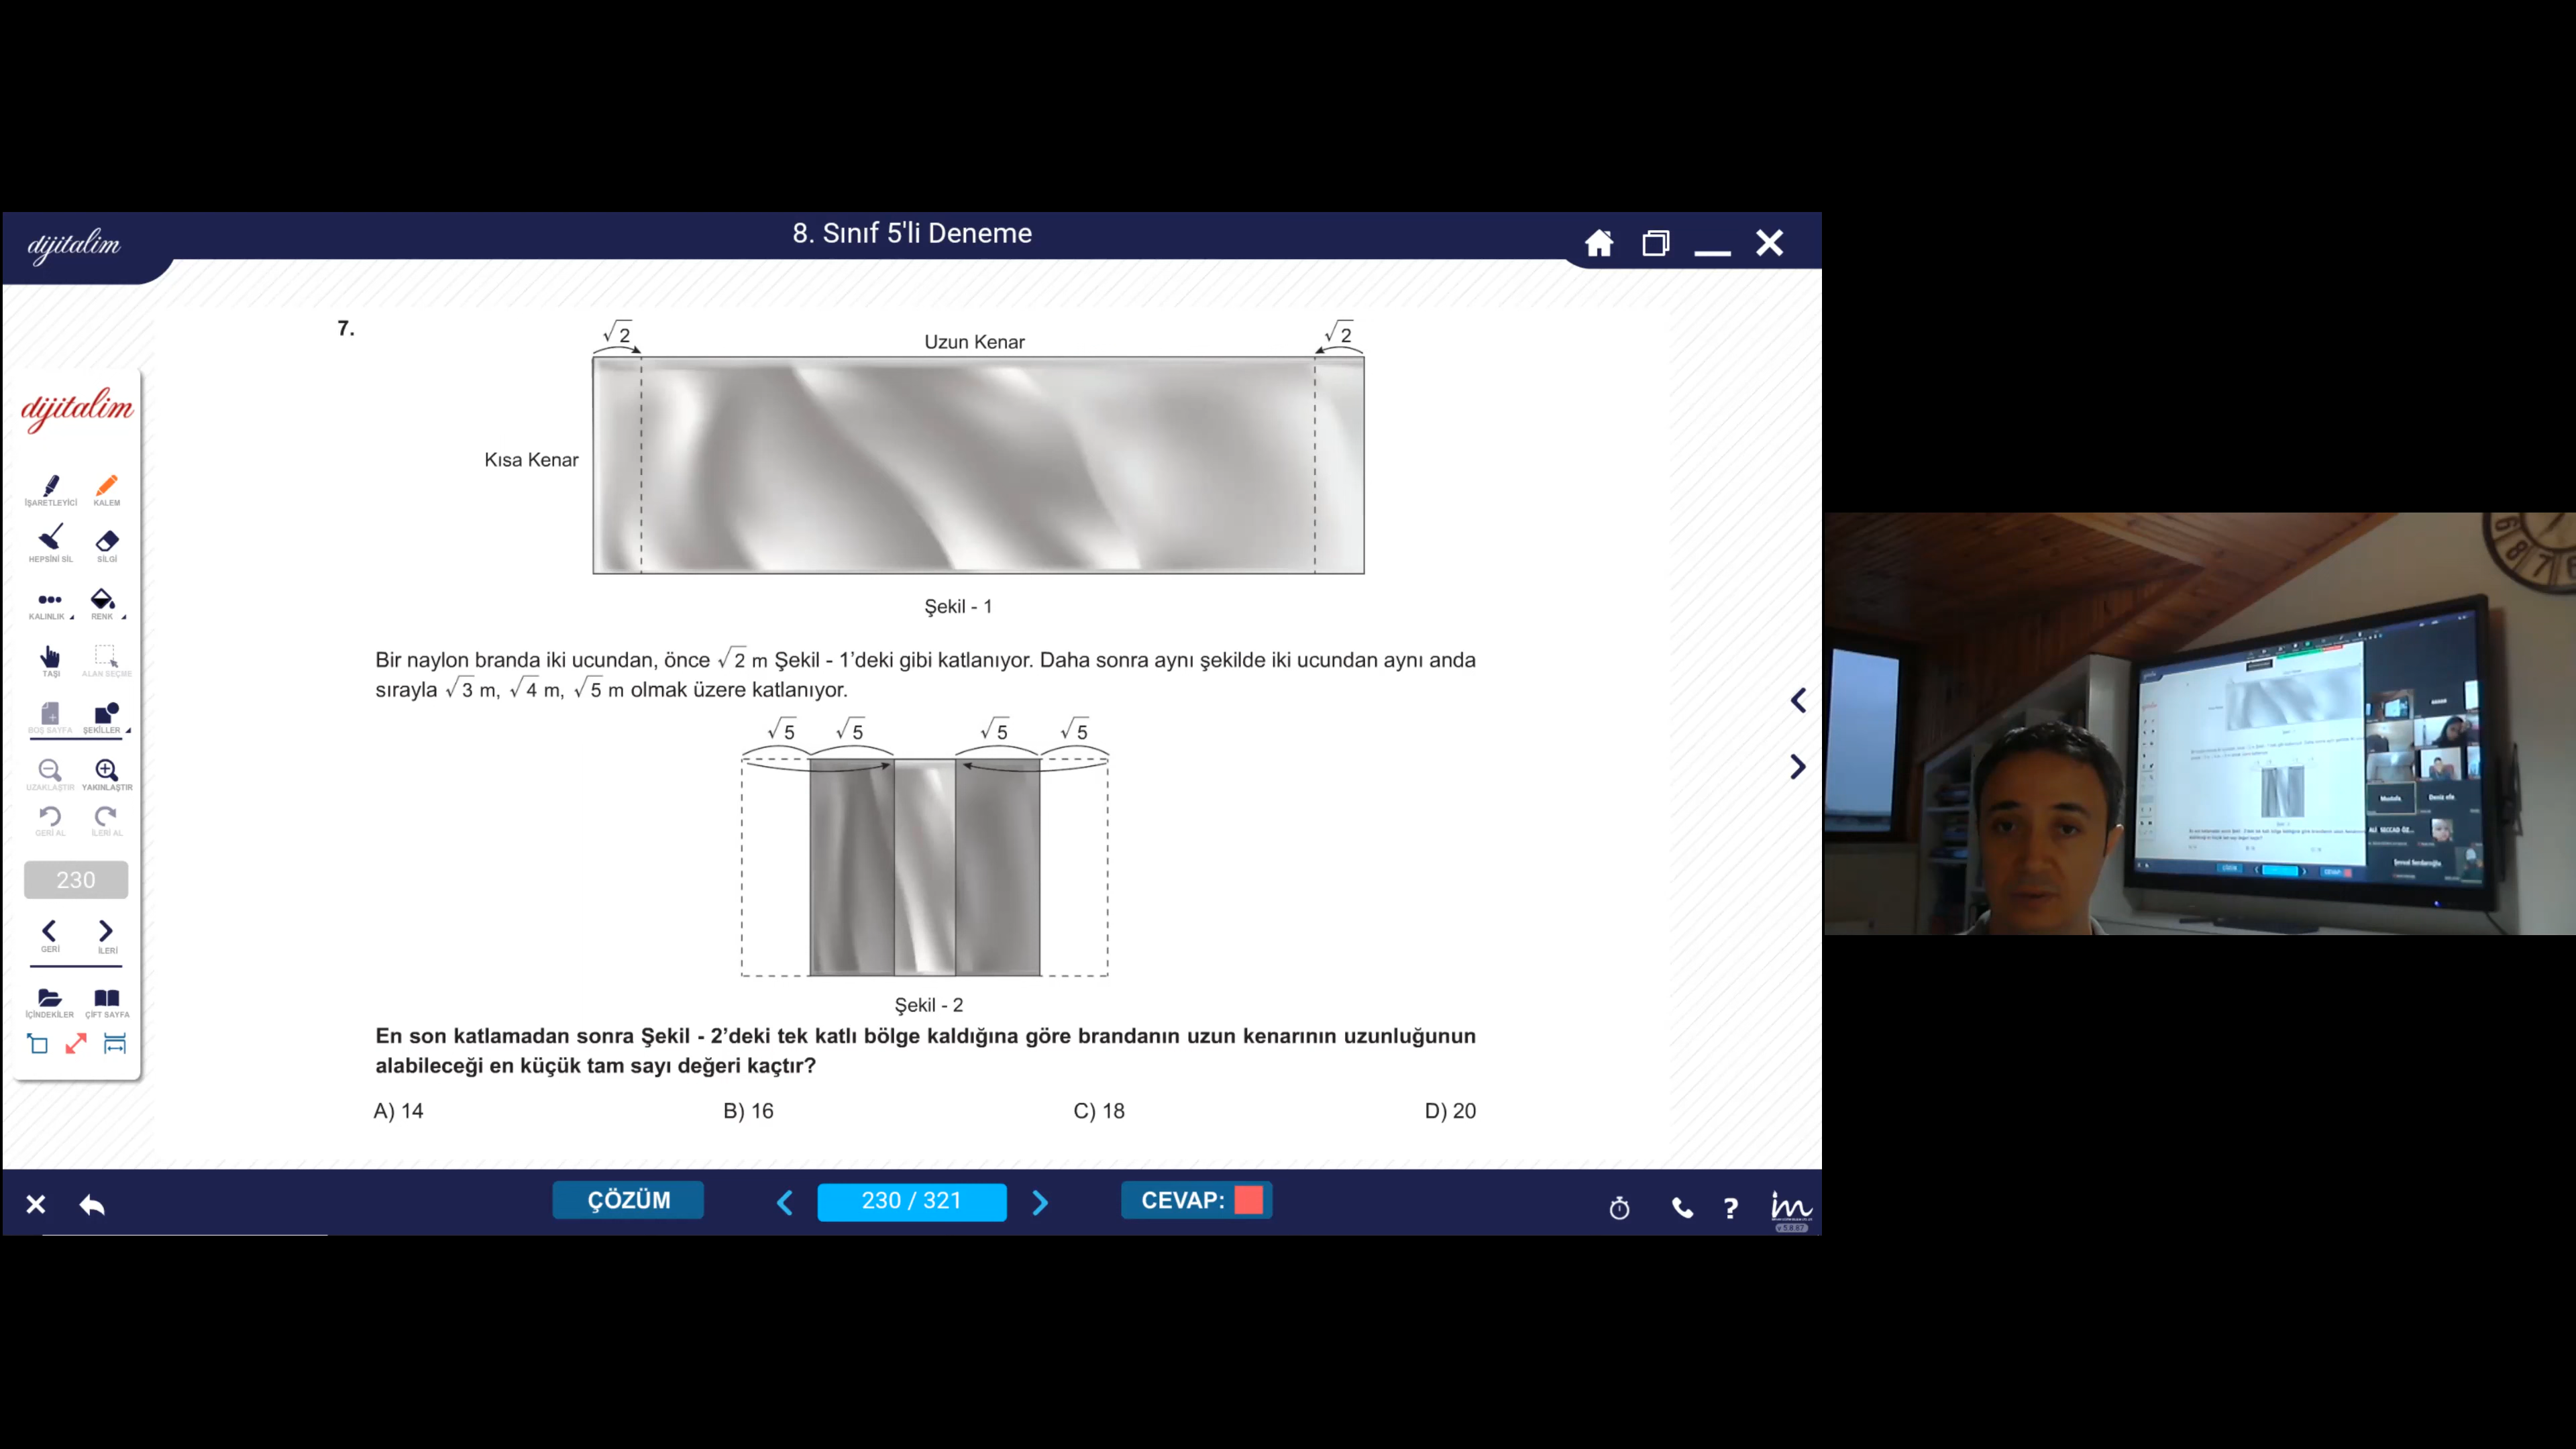 dijitalim
8. Sınıf 5'li Deneme
7.
√2
Uzun Kenar
√2
Kısa Kenar
Şekil - 1
Bir naylon branda iki ucundan, önce √2 m Şekil - 1'deki gibi katlanıyor. Daha sonra aynı şekilde iki ucundan aynı anda
sırayla √3 m, √4 m, √5 m olmak üzere katlanıyor.
√5 √5 √5 √5
Şekil - 2
En son katlamadan sonra Şekil - 2'deki tek katlı bölge kaldığına göre brandanın uzun kenarının uzunluğunun
alabileceği en küçük tam sayı değeri kaçtır?
A) 14 B) 16 C) 18 D) 20
dijitalim
İŞARETLEYİCİ KALEM
HEPSİNİ SİL SİLGİ
KALINLIK RENK
TAŞI ALAN SEÇME
BOŞ SAYFA ŞEKİLLER
UZAKLAŞTIR YAKINLAŞTIR
GERİ AL İLERİ AL
230
GERİ İLERİ
İÇİNDEKİLER ÇİFT SAYFA
ÇÖZÜM
230 / 321
CEVAP:
?
im